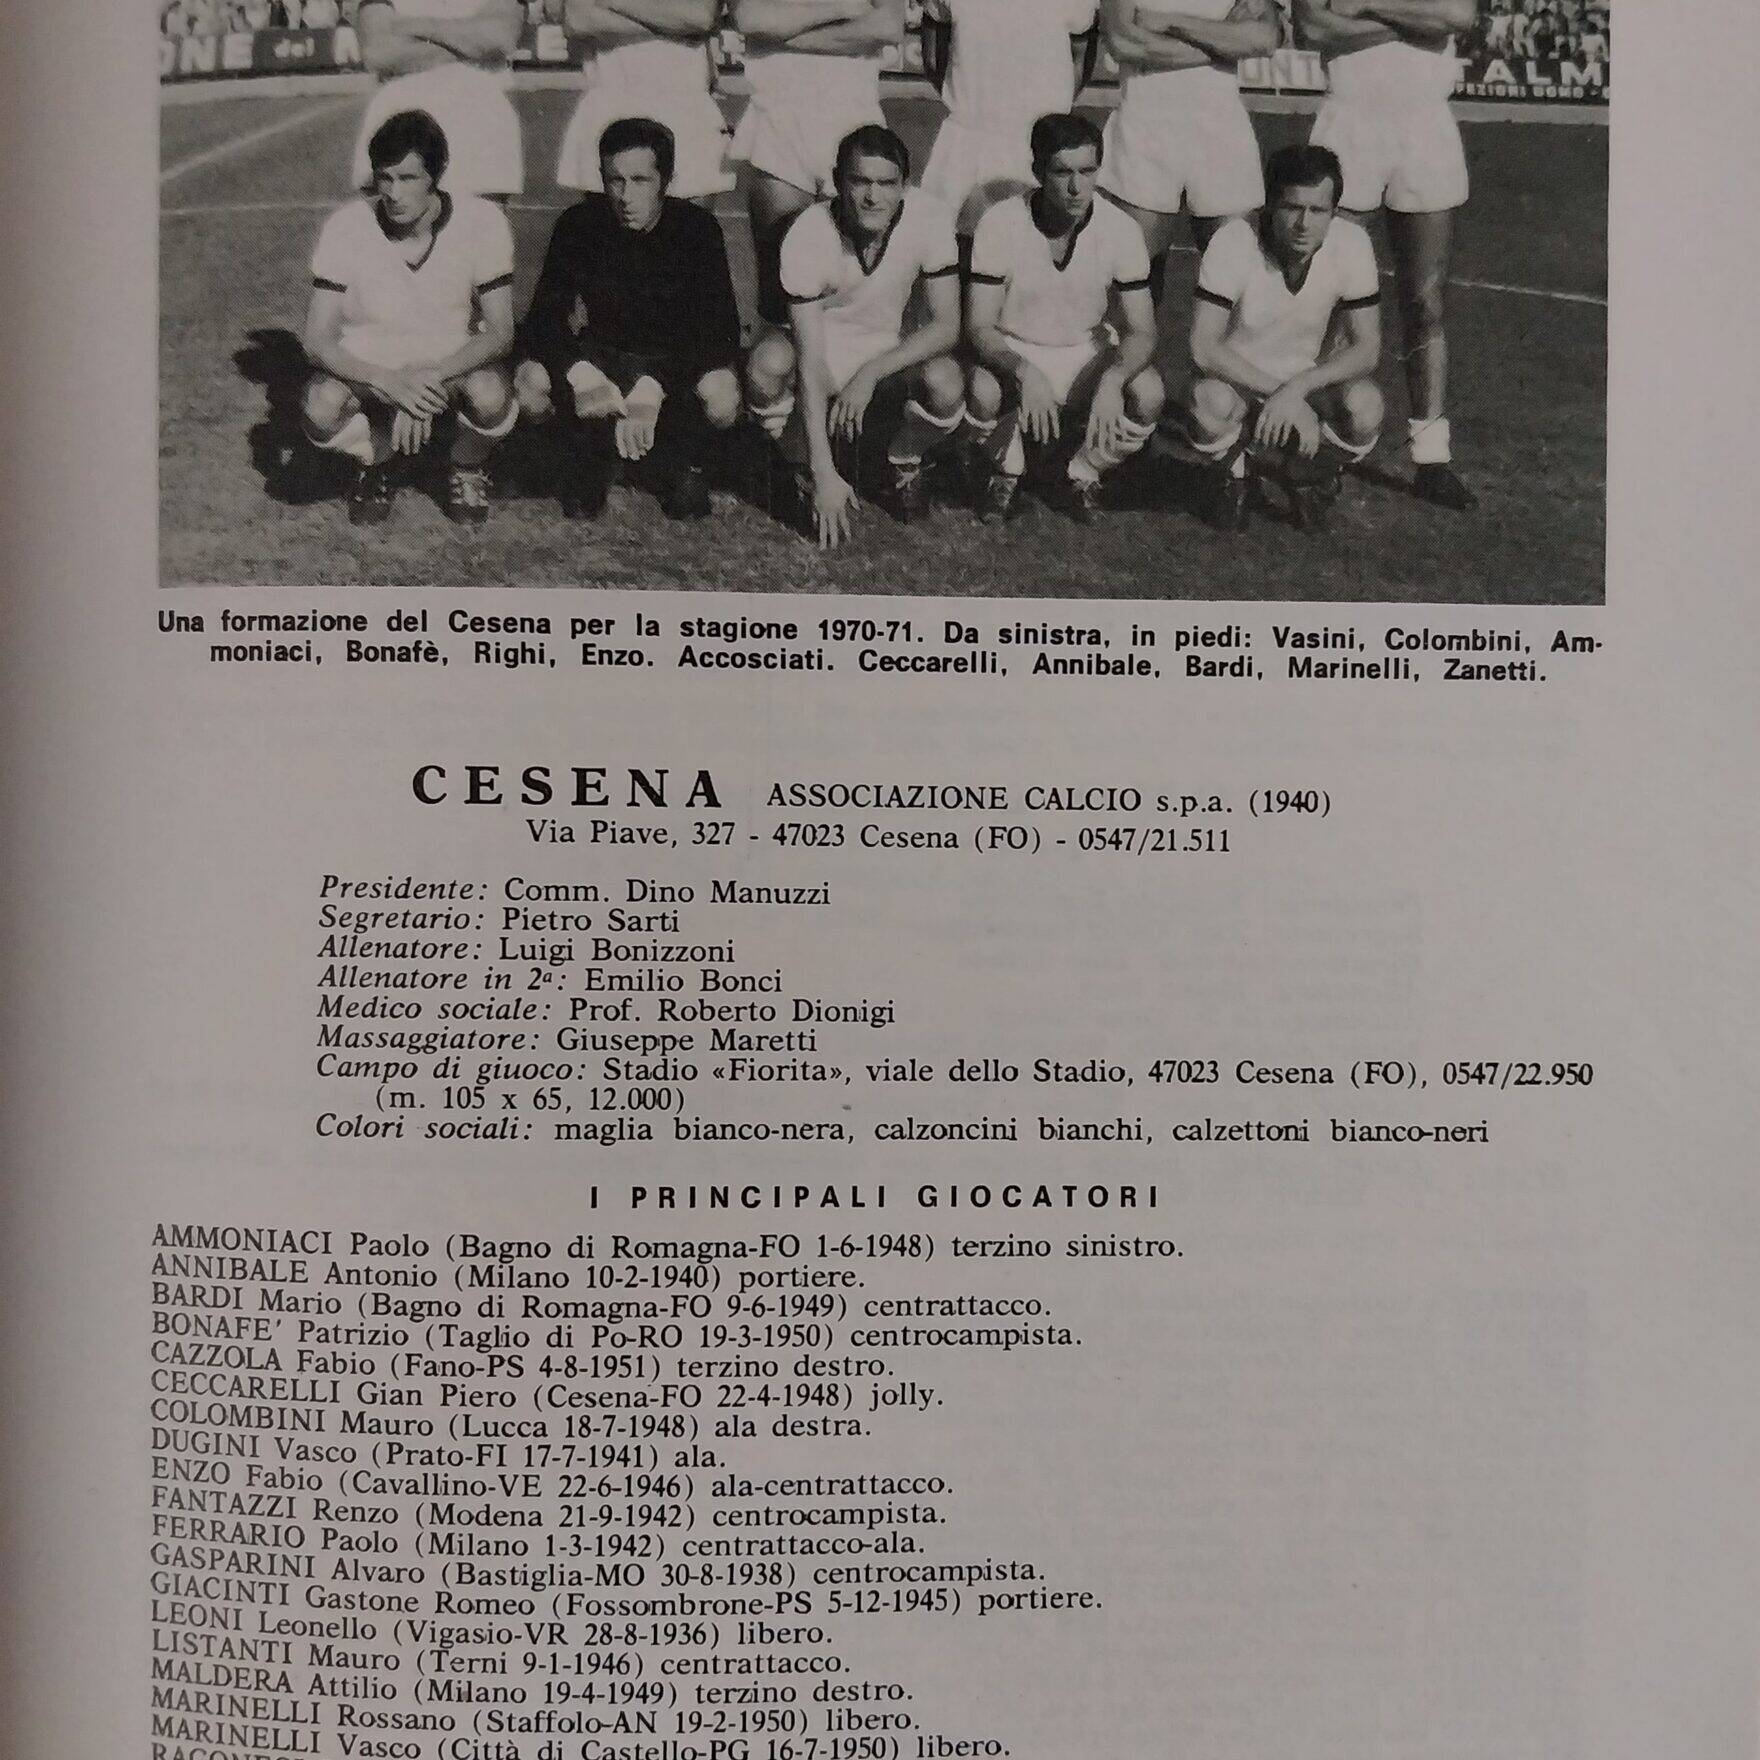 ONE del
TALM
Una formazione del Cesena per la stagione 1970-71. Da sinistra, in piedi: Vasini, Colombini, Am-
moniaci, Bonafè, Righi, Enzo. Accosciati. Ceccarelli, Annibale, Bardi, Marinelli, Zanetti.
CESENA ASSOCIAZIONE CALCIO s.p.a. (1940)
Via Piave, 327 - 47023 Cesena (FO) - 0547/21.511
Presidente: Comm. Dino Manuzzi
Segretario: Pietro Sarti
Allenatore: Luigi Bonizzoni
Allenatore in 2ª: Emilio Bonci
Medico sociale: Prof. Roberto Dionigi
Massaggiatore: Giuseppe Maretti
Campo di giuoco: Stadio «Fiorita», viale dello Stadio, 47023 Cesena (FO), 0547/22.950
(m. 105 x 65, 12.000)
Colori sociali: maglia bianco-nera, calzoncini bianchi, calzettoni bianco-neri
I PRINCIPALI GIOCATORI
AMMONIACI Paolo (Bagno di Romagna-FO 1-6-1948) terzino sinistro.
ANNIBALE Antonio (Milano 10-2-1940) portiere.
BARDI Mario (Bagno di Romagna-FO 9-6-1949) centrattacco.
BONAFE' Patrizio (Taglio di Po-RO 19-3-1950) centrocampista.
CAZZOLA Fabio (Fano-PS 4-8-1951) terzino destro.
CECCARELLI Gian Piero (Cesena-FO 22-4-1948) jolly.
COLOMBINI Mauro (Lucca 18-7-1948) ala destra.
DUGINI Vasco (Prato-FI 17-7-1941) ala.
ENZO Fabio (Cavallino-VE 22-6-1946) ala-centrattacco.
FANTAZZI Renzo (Modena 21-9-1942) centrocampista.
FERRARIO Paolo (Milano 1-3-1942) centrattacco-ala.
GASPARINI Alvaro (Bastiglia-MO 30-8-1938) centrocampista.
GIACINTI Gastone Romeo (Fossombrone-PS 5-12-1945) portiere.
LEONI Leonello (Vigasio-VR 28-8-1936) libero.
LISTANTI Mauro (Terni 9-1-1946) centrattacco.
MALDERA Attilio (Milano 19-4-1949) terzino destro.
MARINELLI Rossano (Staffolo-AN 19-2-1950) libero.
MARINELLI Vasco (Città di Castello-PG 16-7-1950) libero.